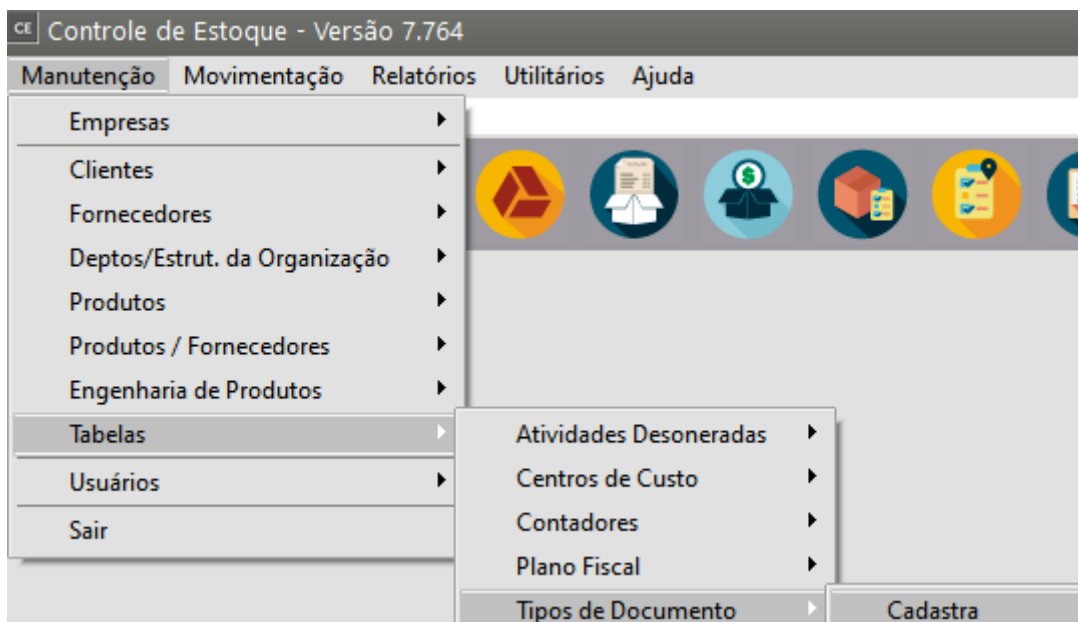 CE Controle de Estoque - Versão 7.764
Manutenção Movimentação Relatórios Utilitários Ajuda
Empresas
Clientes
Fornecedores
Deptos/Estrut. da Organização
Produtos
Produtos / Fornecedores
Engenharia de Produtos
Tabelas
Usuários
Sair
Atividades Desoneradas
Centros de Custo
Contadores
Plano Fiscal
Tipos de Documento
Cadastra